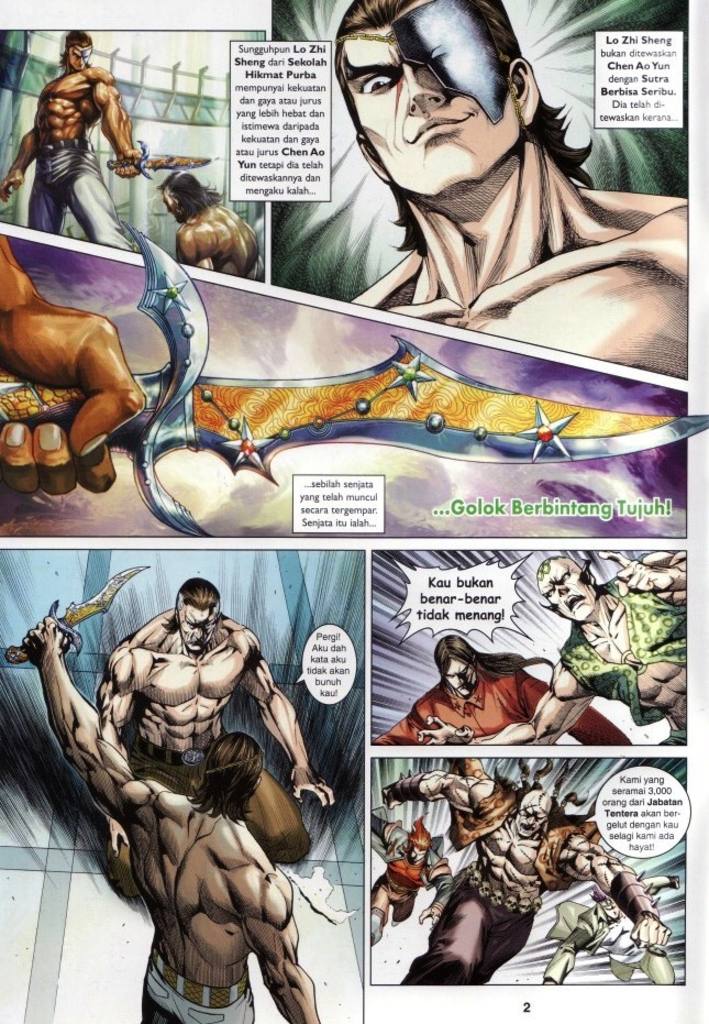 Sungguhpun Lo Zhi
Sheng dari Sekolah
Hikmat Purba
mempunyai kekuatan
dan gaya atau jurus
yang lebih hebat dan
istimewa daripada
kekuatan dan gaya
atau jurus Chen Ao
Yun tetapi dia telah
ditewaskannya dan
mengaku kalah...
Lo Zhi Sheng
bukan ditewaskan
Chen Ao Yun
dengan Sutra
Berbisa Seribu.
Dia telah di-
tewaskan kerana...
...sebilah senjata
yang telah muncul
secara tergempar.
Senjata itu ialah...
...Golok Berbintang Tujuh!
Pergi!
Aku dah
kata aku
tidak akan
bunuh
kau!
Kau bukan
benar-benar
tidak menang!
Kami yang
seramai 3,000
orang dari Jabatan
Tentera akan ber-
gelut dengan kau
selagi kami ada
hayat!
2